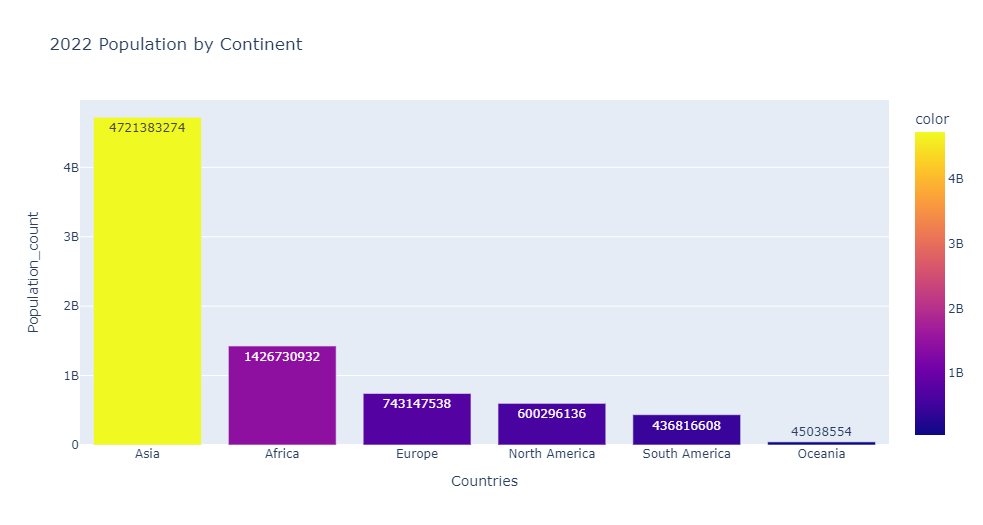 2022 Population by Continent
color
4721383274
1426730932
743147538
600296136
436816608
45038554
4B
3B
2B
1B
0
Population_count
Asia
Africa
Europe
North America
South America
Oceania
Countries
4B
3B
2B
1B